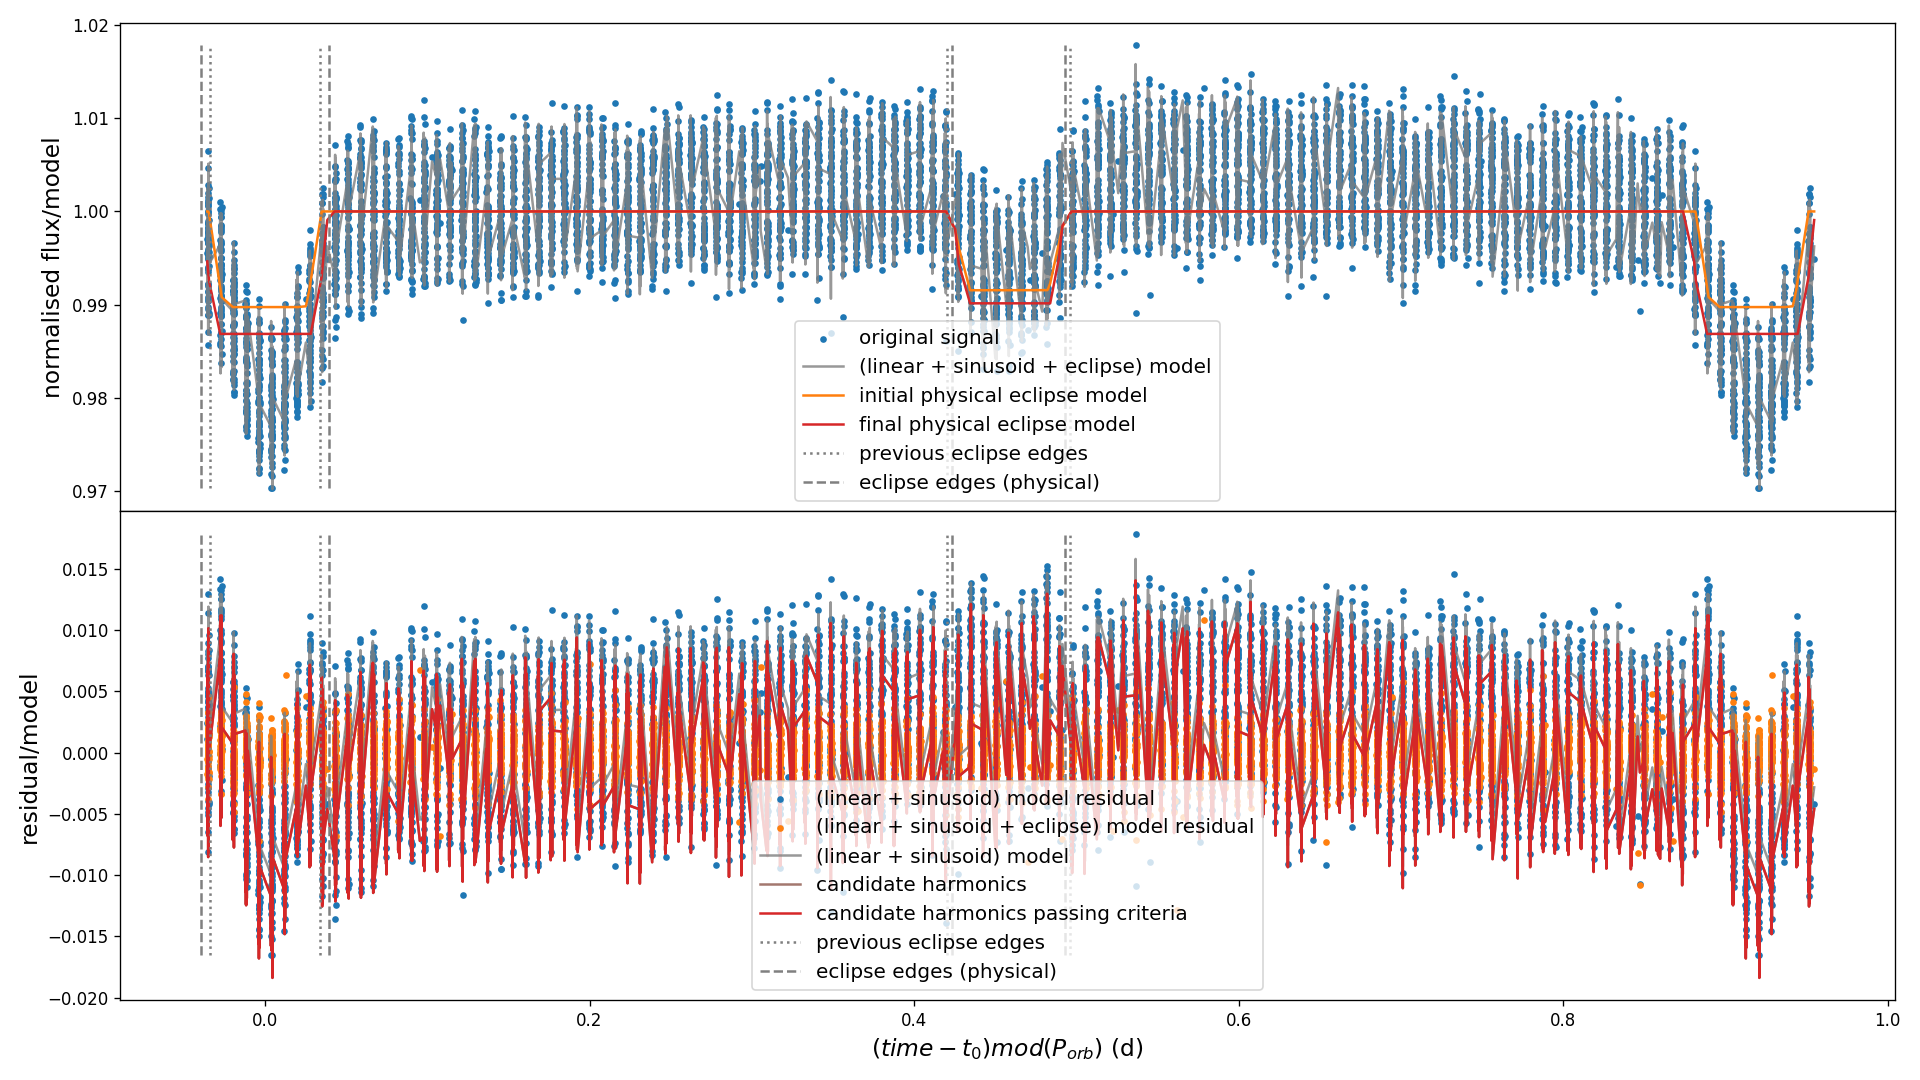 1.02
1.01
1.00
0.99
0.98
0.97
normalised flux/model
original signal
(linear + sinusoid + eclipse) model
initial physical eclipse model
final physical eclipse model
previous eclipse edges
eclipse edges (physical)
0.015
0.010
0.005
0.000
−0.005
−0.010
−0.015
−0.020
residual/model
(linear + sinusoid) model residual
(linear + sinusoid + eclipse) model residual
(linear + sinusoid) model
candidate harmonics
candidate harmonics passing criteria
previous eclipse edges
eclipse edges (physical)
0.0 0.2 0.4 0.6 0.8 1.0
(time − t₀)mod(P_orb) (d)